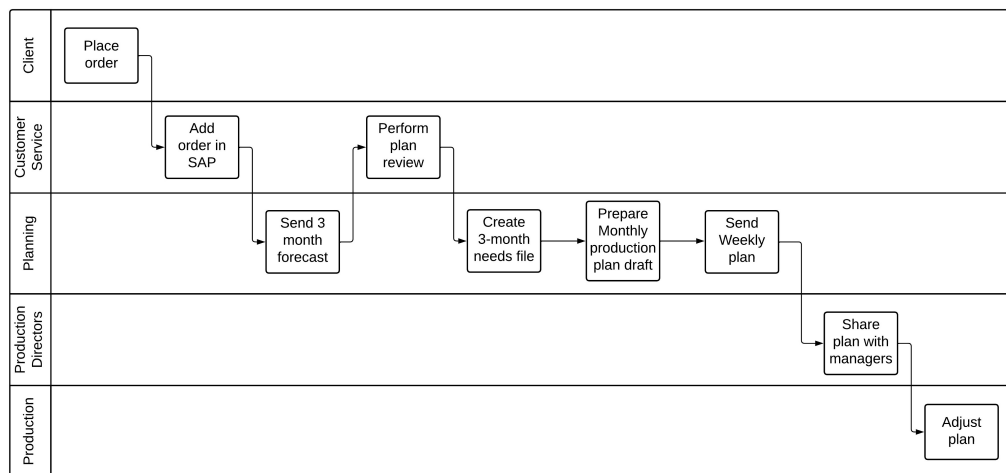 Client
Place
order
Customer
Service
Add
order in
SAP
Perform
plan
review
Planning
Send 3
month
forecast
Create
3-month
needs file
Prepare
Monthly
production
plan draft
Send
Weekly
plan
Production
Directors
Share
plan with
managers
Production
Adjust
plan